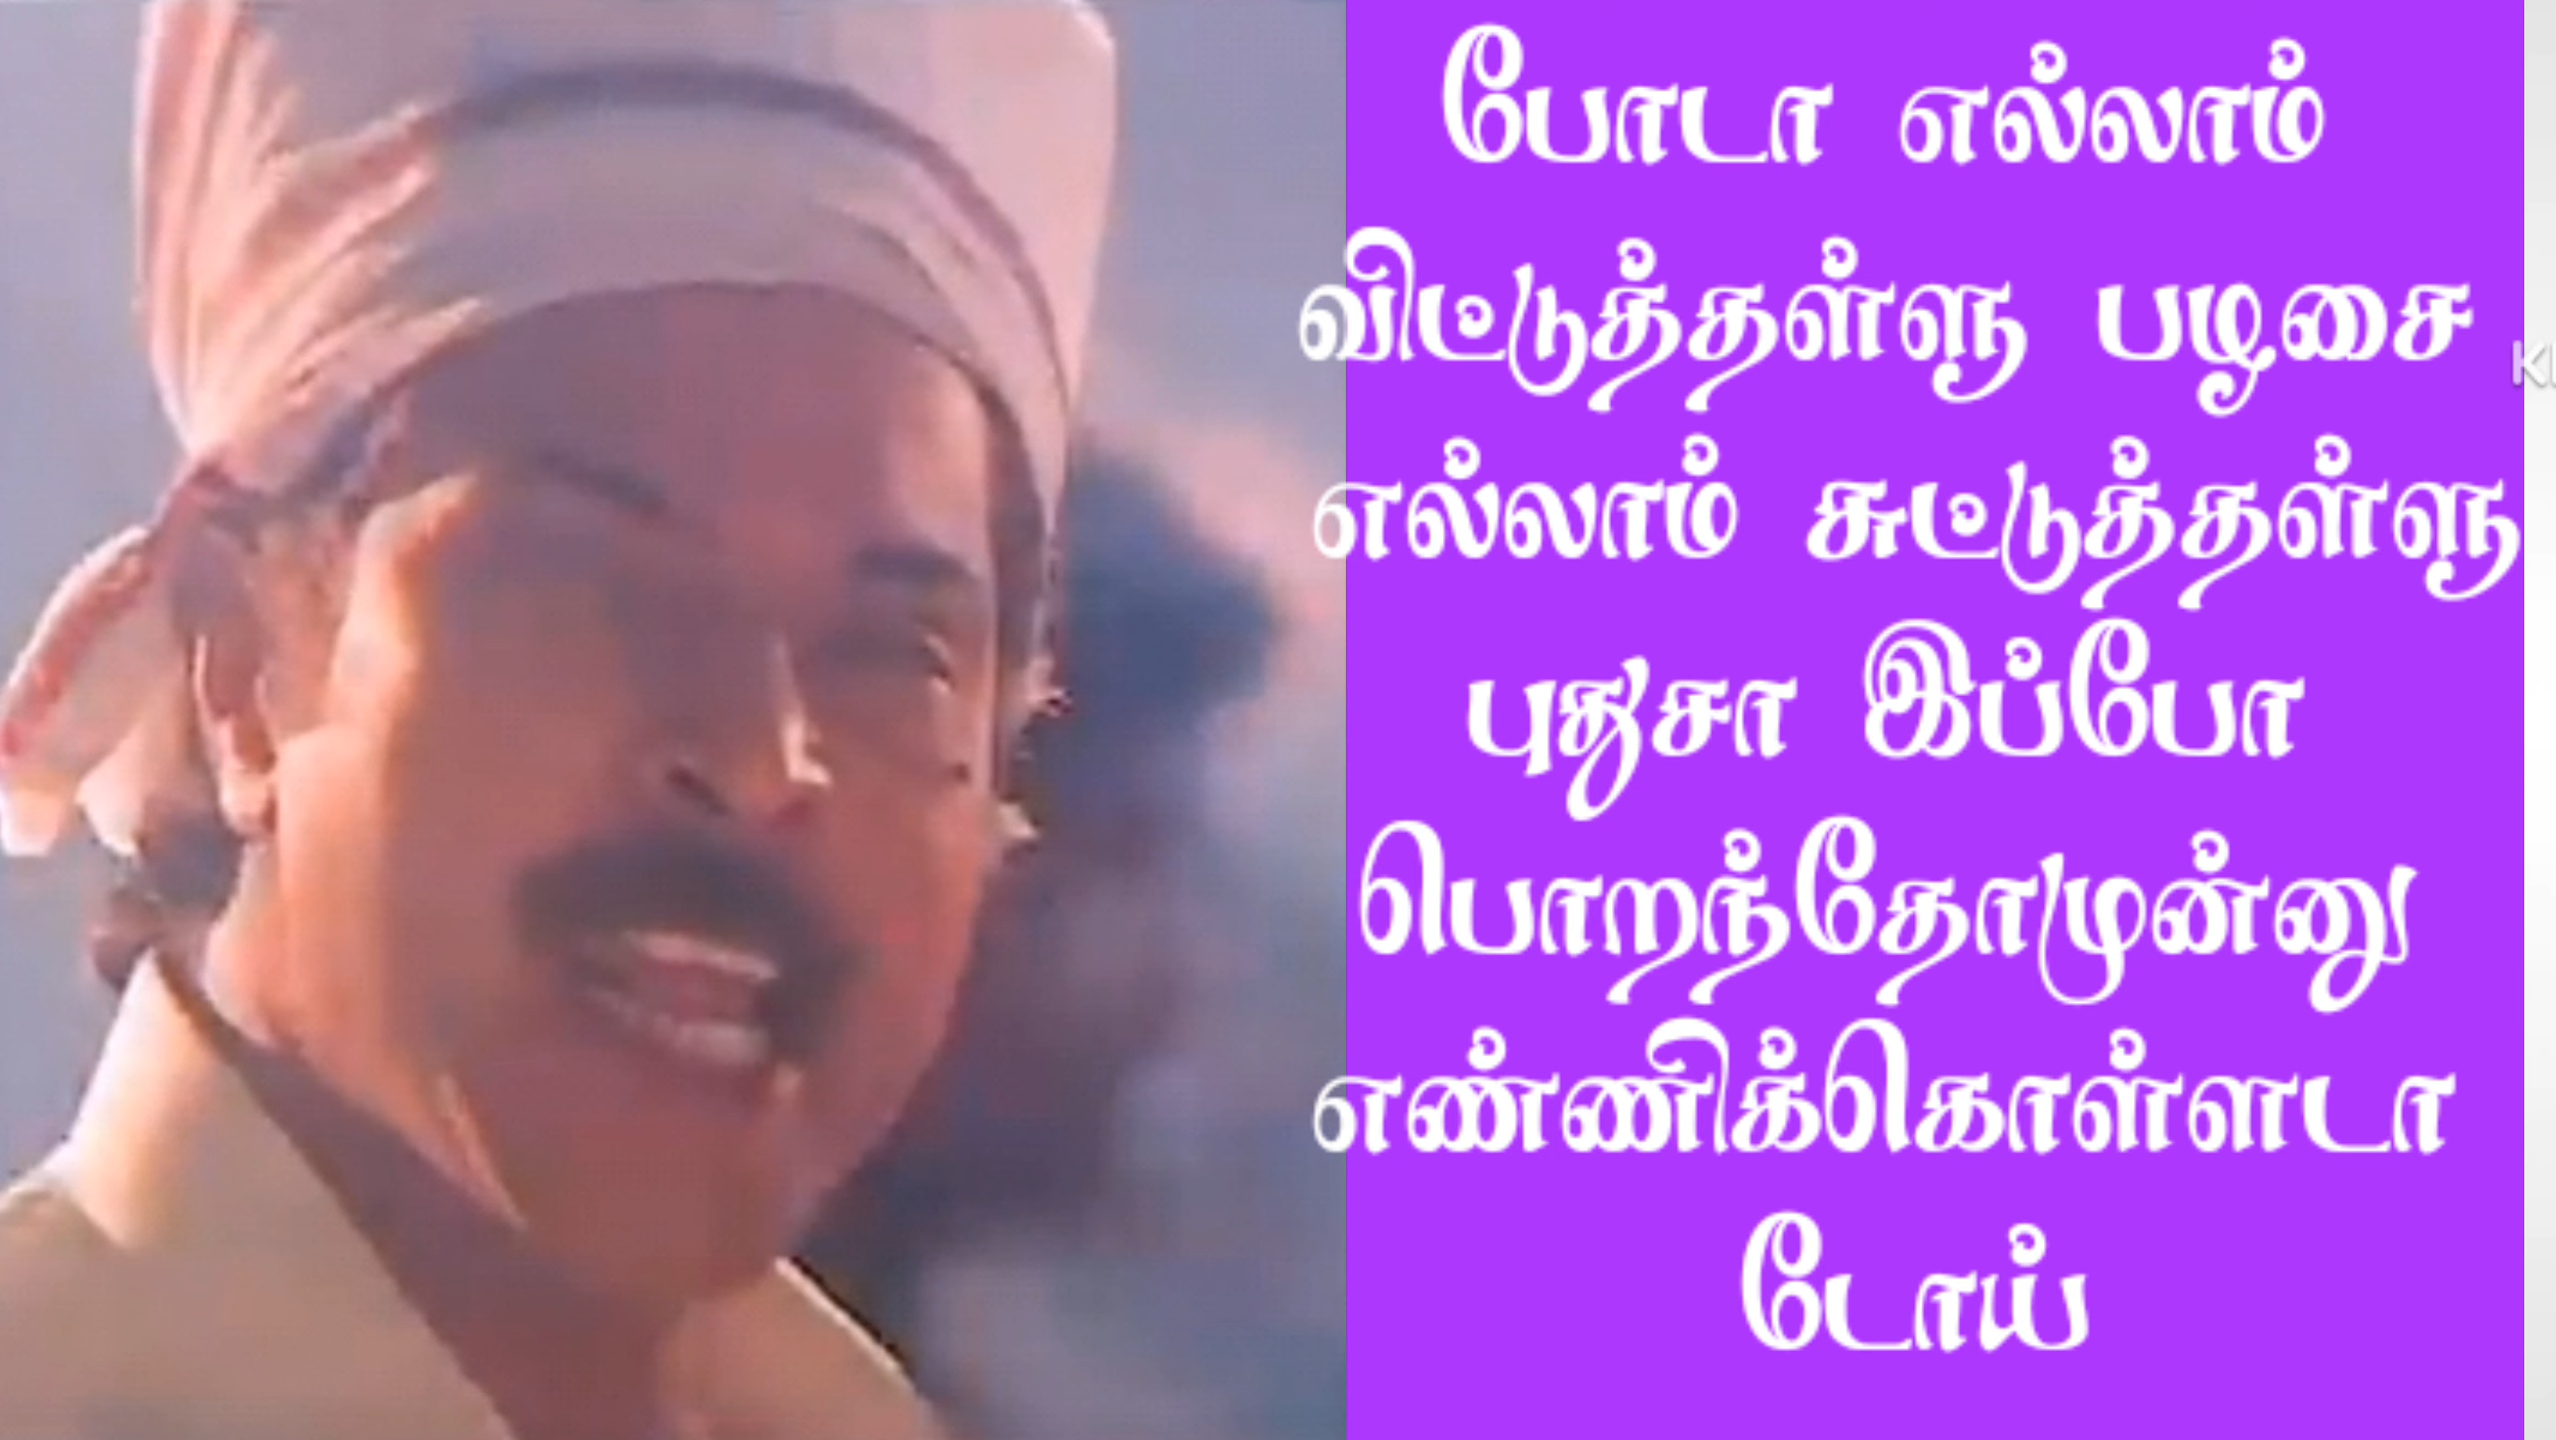 போடா எல்லாம்
விட்டுத்தள்ளு பழசை
எல்லாம் சுட்டுத்தள்ளு
புதுசா இப்போ
பொறந்தோமுன்னு
எண்ணிக்கொள்ளடா
டோய்